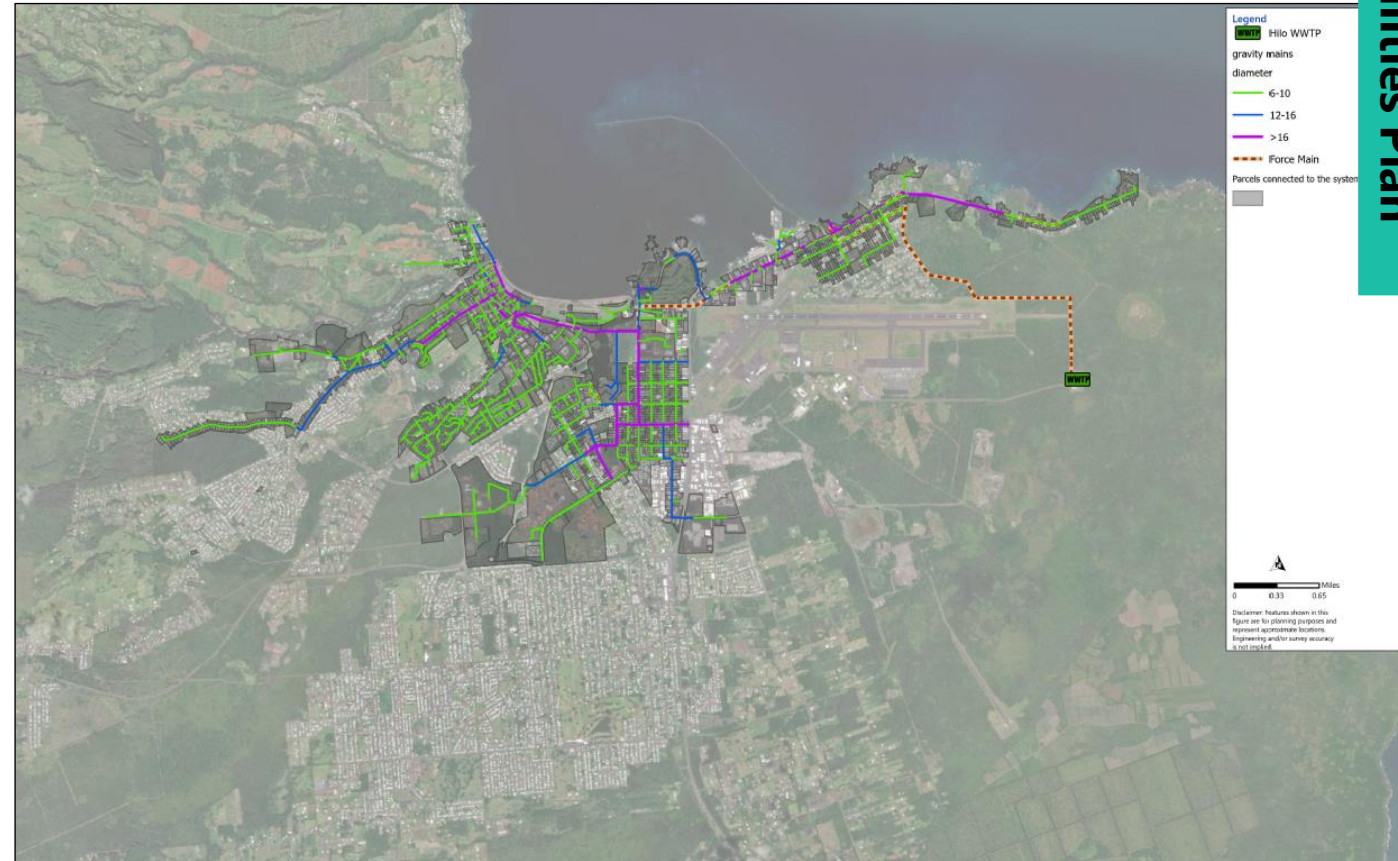 Legend
WWTP Hilo WWTP
gravity mains
diameter
6-10
12-16
>16
Force Main
Parcels connected to the system
Miles
0 0.33 0.65
Disclaimer: Features shown in this
figure are for planning purposes and
represent approximate locations.
Engineering and/or survey accuracy
is not implied.
WWTP
ilities Plan